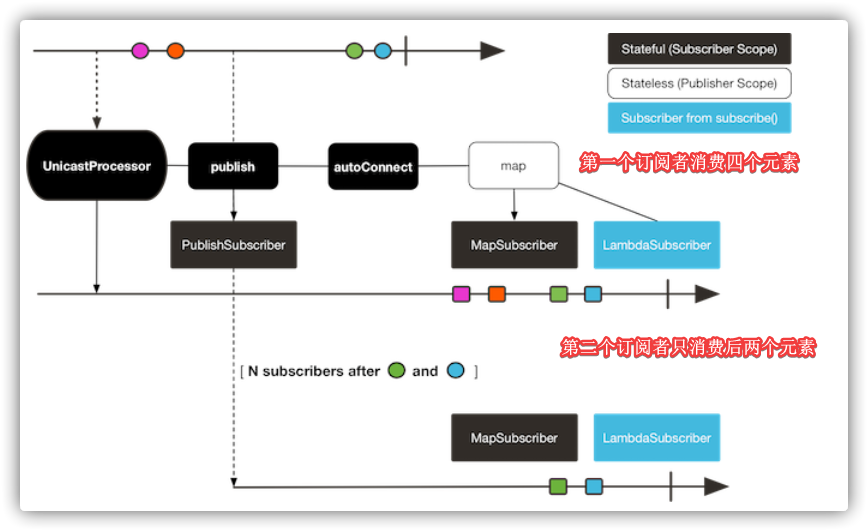 Stateful (Subscriber Scope)
Stateless (Publisher Scope)
Subscriber from subscribe()
UnicastProcessor
publish
autoConnect
map
第一个订阅者消费四个元素
PublishSubscriber
MapSubscriber
LambdaSubscriber
第二个订阅者只消费后两个元素
[ N subscribers after and ]
MapSubscriber
LambdaSubscriber